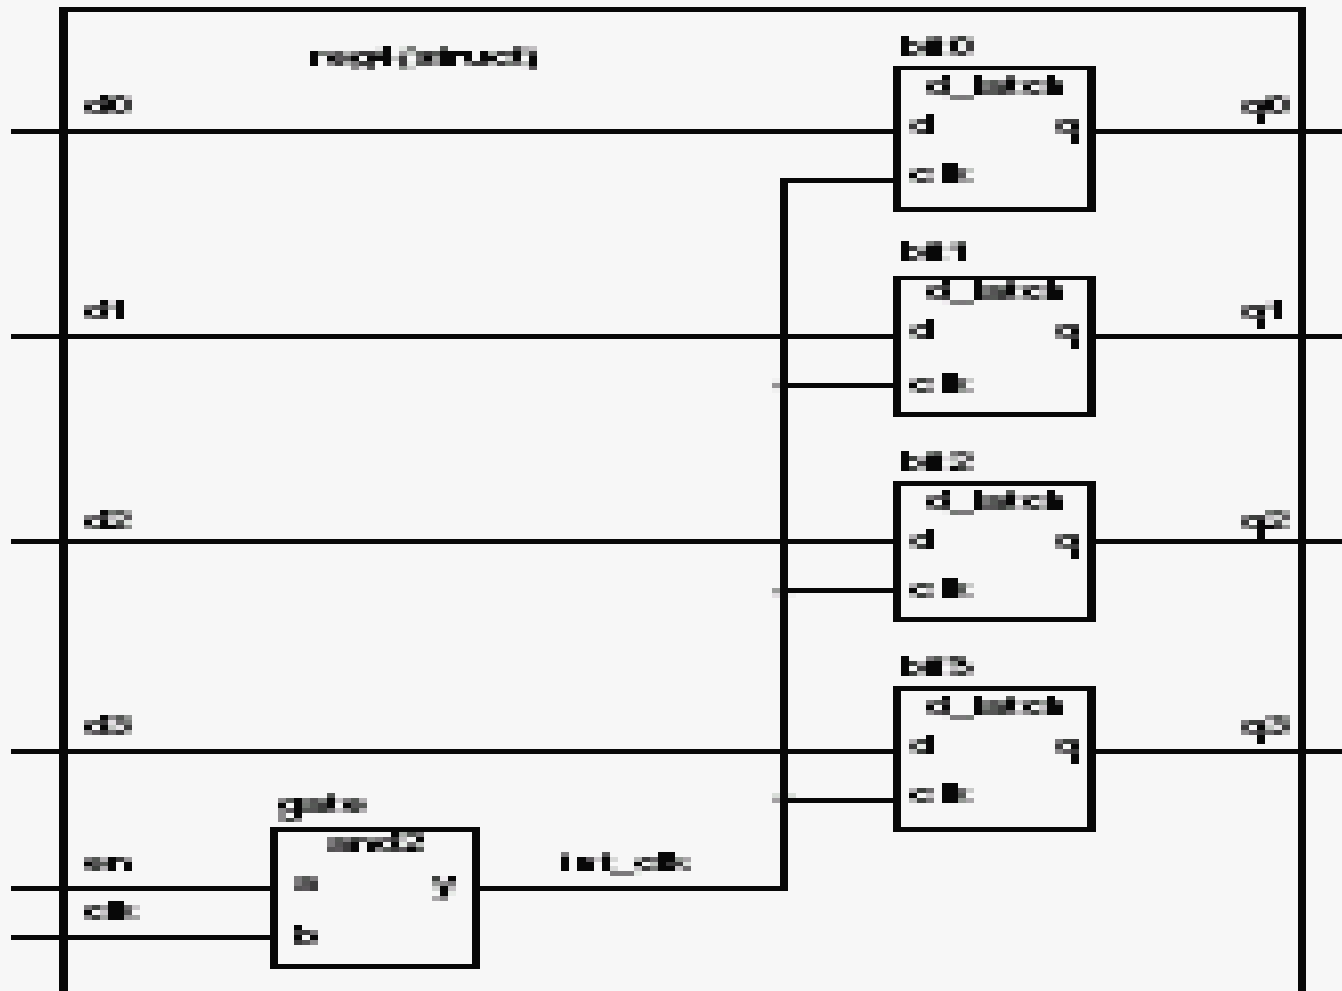 reg4(struct)
bit0
d_latch
d0
d
q
q0
clk
bit1
d_latch
d1
d
q
q1
clk
bit2
d_latch
d2
d
q
q2
clk
bit3
d_latch
d3
d
q
q3
clk
gate
and2
en
a
y
int_clk
clk
b